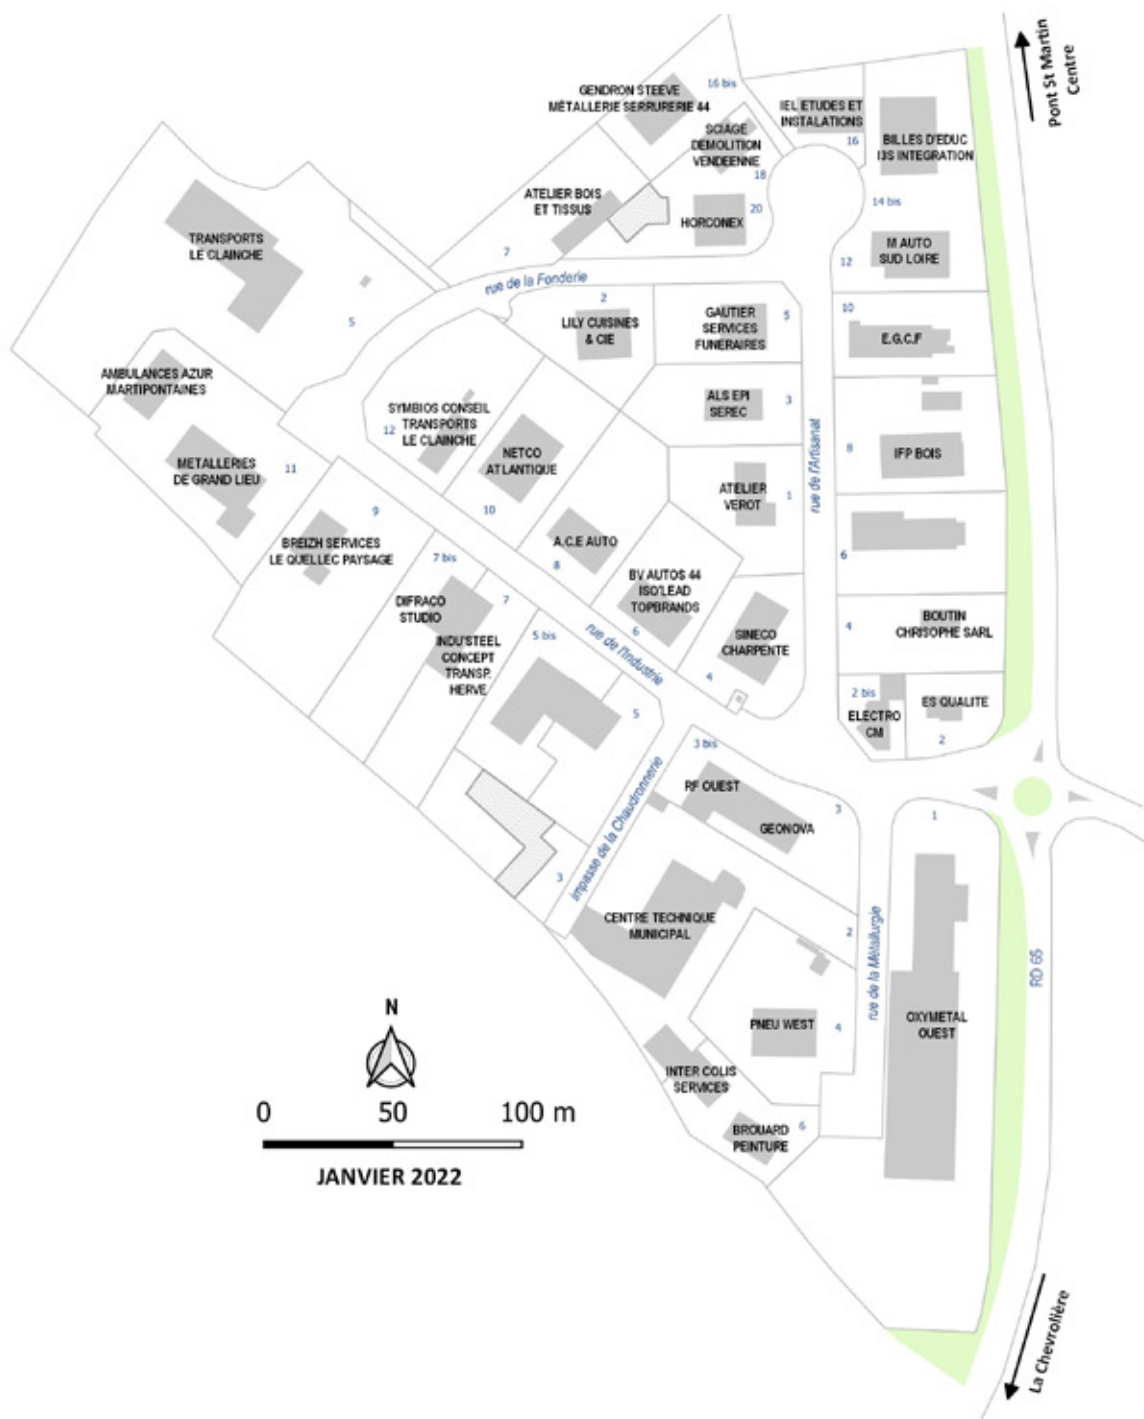 Pont St Martin
Centre
GENDRON STEEVE
MÉTALLERIE SERRURERIE 44
16 bis
IEL ETUDES ET
INSTALATIONS
16
SCIAGE
DEMOLITION
VENDEENNE
18
BILLES D'EDUC
I3S INTEGRATION
14 bis
ATELIER BOIS
ET TISSUS
7
HORCONEX
20
TRANSPORTS
LE CLAINCHE
5
M AUTO
SUD LOIRE
12
rue de la Fonderie
2
LILY CUISINES
& CIE
GAUTIER
SERVICES
FUNERAIRES
5
10
E.G.C.F
AMBULANCES AZUR
MARTIPONTAINES
SYMBIOS CONSEIL
TRANSPORTS
LE CLAINCHE
12
ALS EPI
SEREC
3
rue de l'Artisanat
8
IFP BOIS
METALLERIES
DE GRAND LIEU
11
NETCO
ATLANTIQUE
10
ATELIER
VEROT
1
9
BREIZH SERVICES
LE QUELLEC PAYSAGE
A.C.E AUTO
8
6
7 bis
DIFRACO
STUDIO
7
BV AUTOS 44
ISO'LEAD
TOPBRANDS
6
BOUTIN
CHRISOPHE SARL
4
INDU'STEEL
CONCEPT
TRANSP.
HERVE
5 bis
rue de l'Industrie
SINECO
CHARPENTE
4
2 bis
ELECTRO
CM
ES QUALITE
2
5
3 bis
RF OUEST
GEONOVA
3
1
impasse de la Chaudronnerie
3
CENTRE TECHNIQUE
MUNICIPAL
2
rue de la Métallurgie
RD 65
PNEU WEST
4
OXYMETAL
OUEST
INTER COLIS
SERVICES
BROUARD
PEINTURE
6
N
0 50 100 m
JANVIER 2022
La Chevrolière